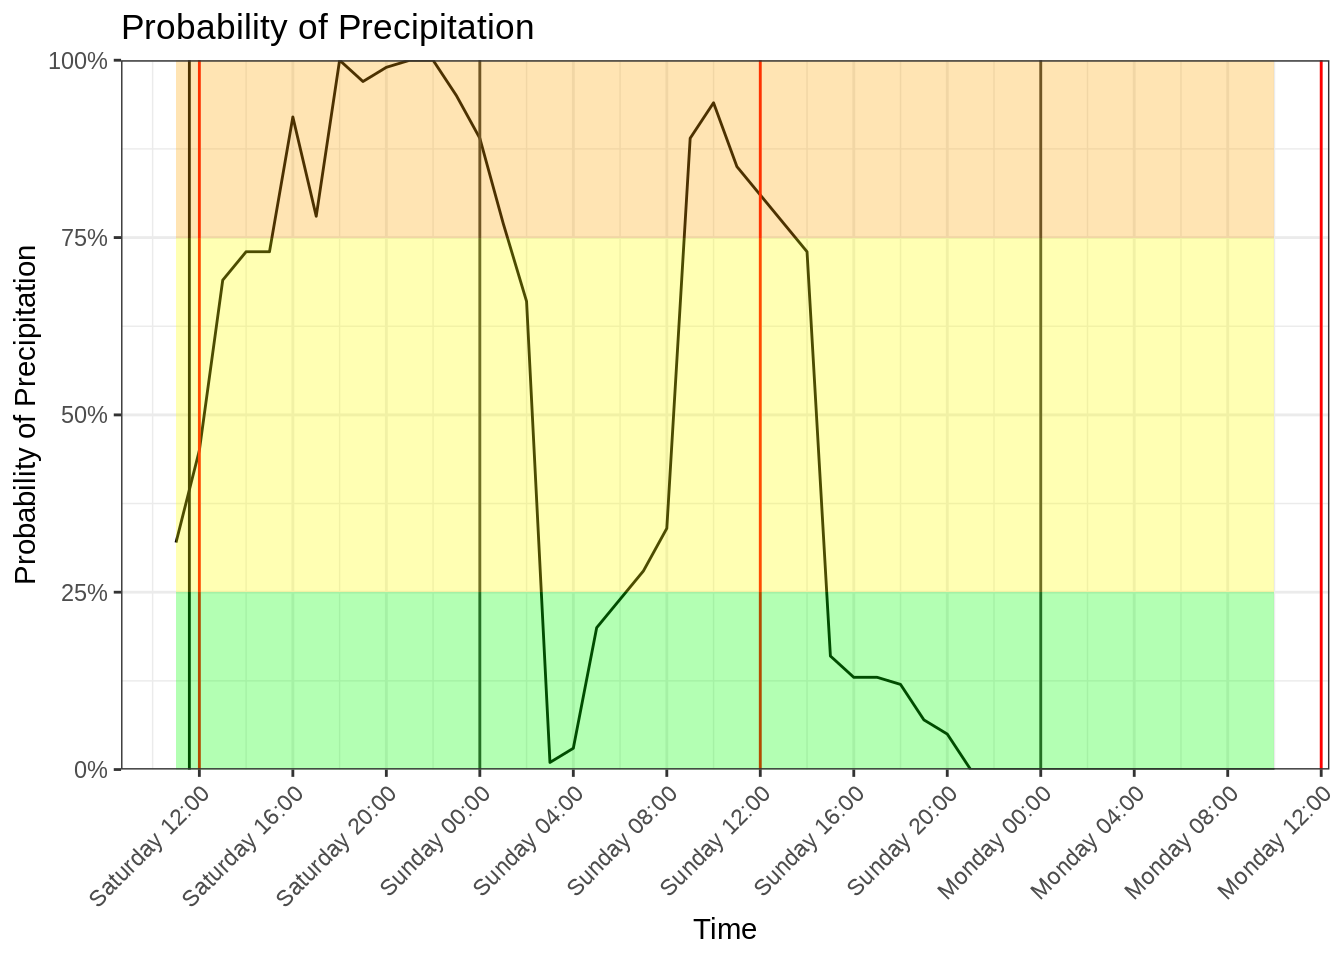 Probability of Precipitation
Probability of Precipitation
100%
75%
50%
25%
0%
Saturday 12:00
Saturday 16:00
Saturday 20:00
Sunday 00:00
Sunday 04:00
Sunday 08:00
Sunday 12:00
Sunday 16:00
Sunday 20:00
Monday 00:00
Monday 04:00
Monday 08:00
Monday 12:00
Time